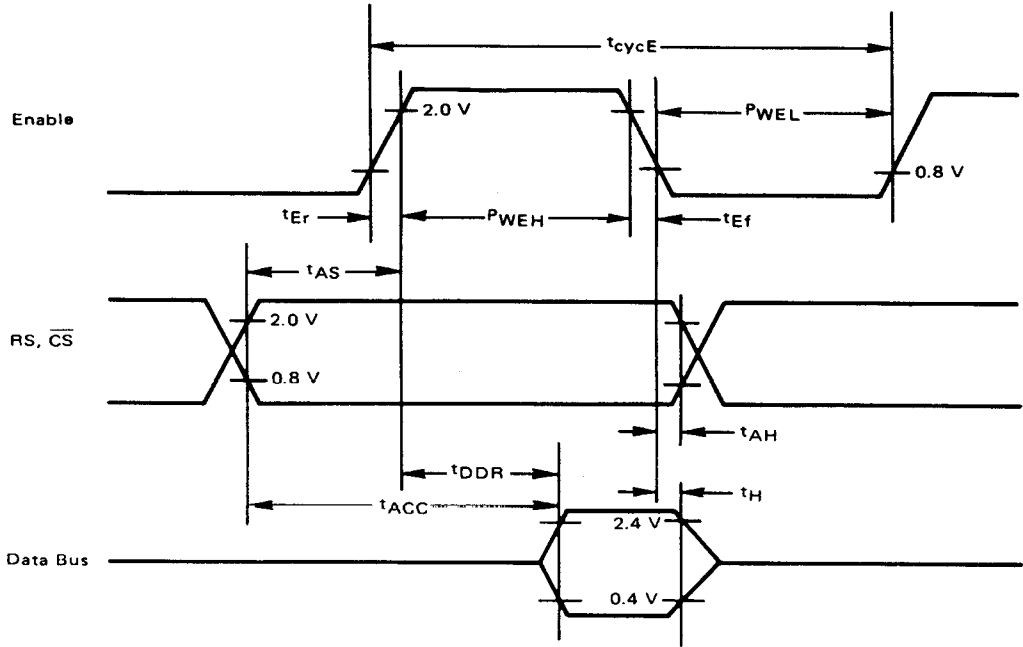 tcycE
Enable
2.0 V
PWEL
0.8 V
tEr
PWEH
tEf
tAS
RS, C̅S̅
2.0 V
0.8 V
tAH
tDDR
tACC
tH
Data Bus
2.4 V
0.4 V